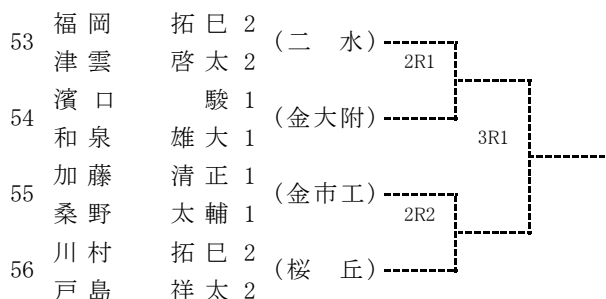 53 福岡 拓巳 2 (二 水)
津雲 啓太 2
2R1
54 濱口 駿 1 (金大附)
和泉 雄大 1
3R1
55 加藤 清正 1 (金市工)
桑野 太輔 1
2R2
56 川村 拓巳 2 (桜 丘)
戸島 祥太 2